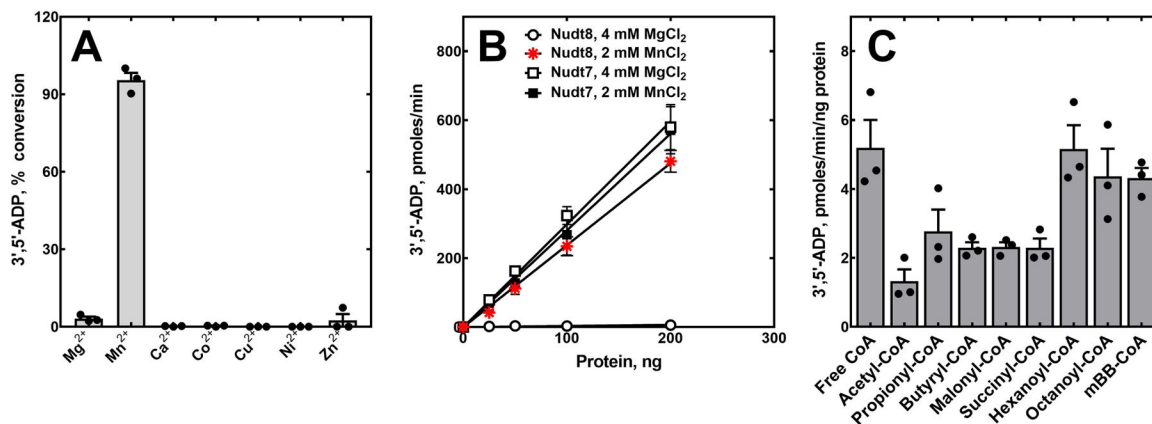 A
3',5'-ADP, % conversion
120
90
60
30
0
Mg2+
Mn2+
Ca2+
Co2+
Cu2+
Ni2+
Zn2+
B
Nudt8, 4 mM MgCl2
Nudt8, 2 mM MnCl2
Nudt7, 4 mM MgCl2
Nudt7, 2 mM MnCl2
3',5'-ADP, pmoles/min
800
600
400
200
0
0
100
200
300
Protein, ng
C
3',5'-ADP, pmoles/min/ng protein
8
6
4
2
0
Free CoA
Acetyl-CoA
Propionyl-CoA
Butyryl-CoA
Malonyl-CoA
Succinyl-CoA
Hexanoyl-CoA
Octanoyl-CoA
mBB-CoA